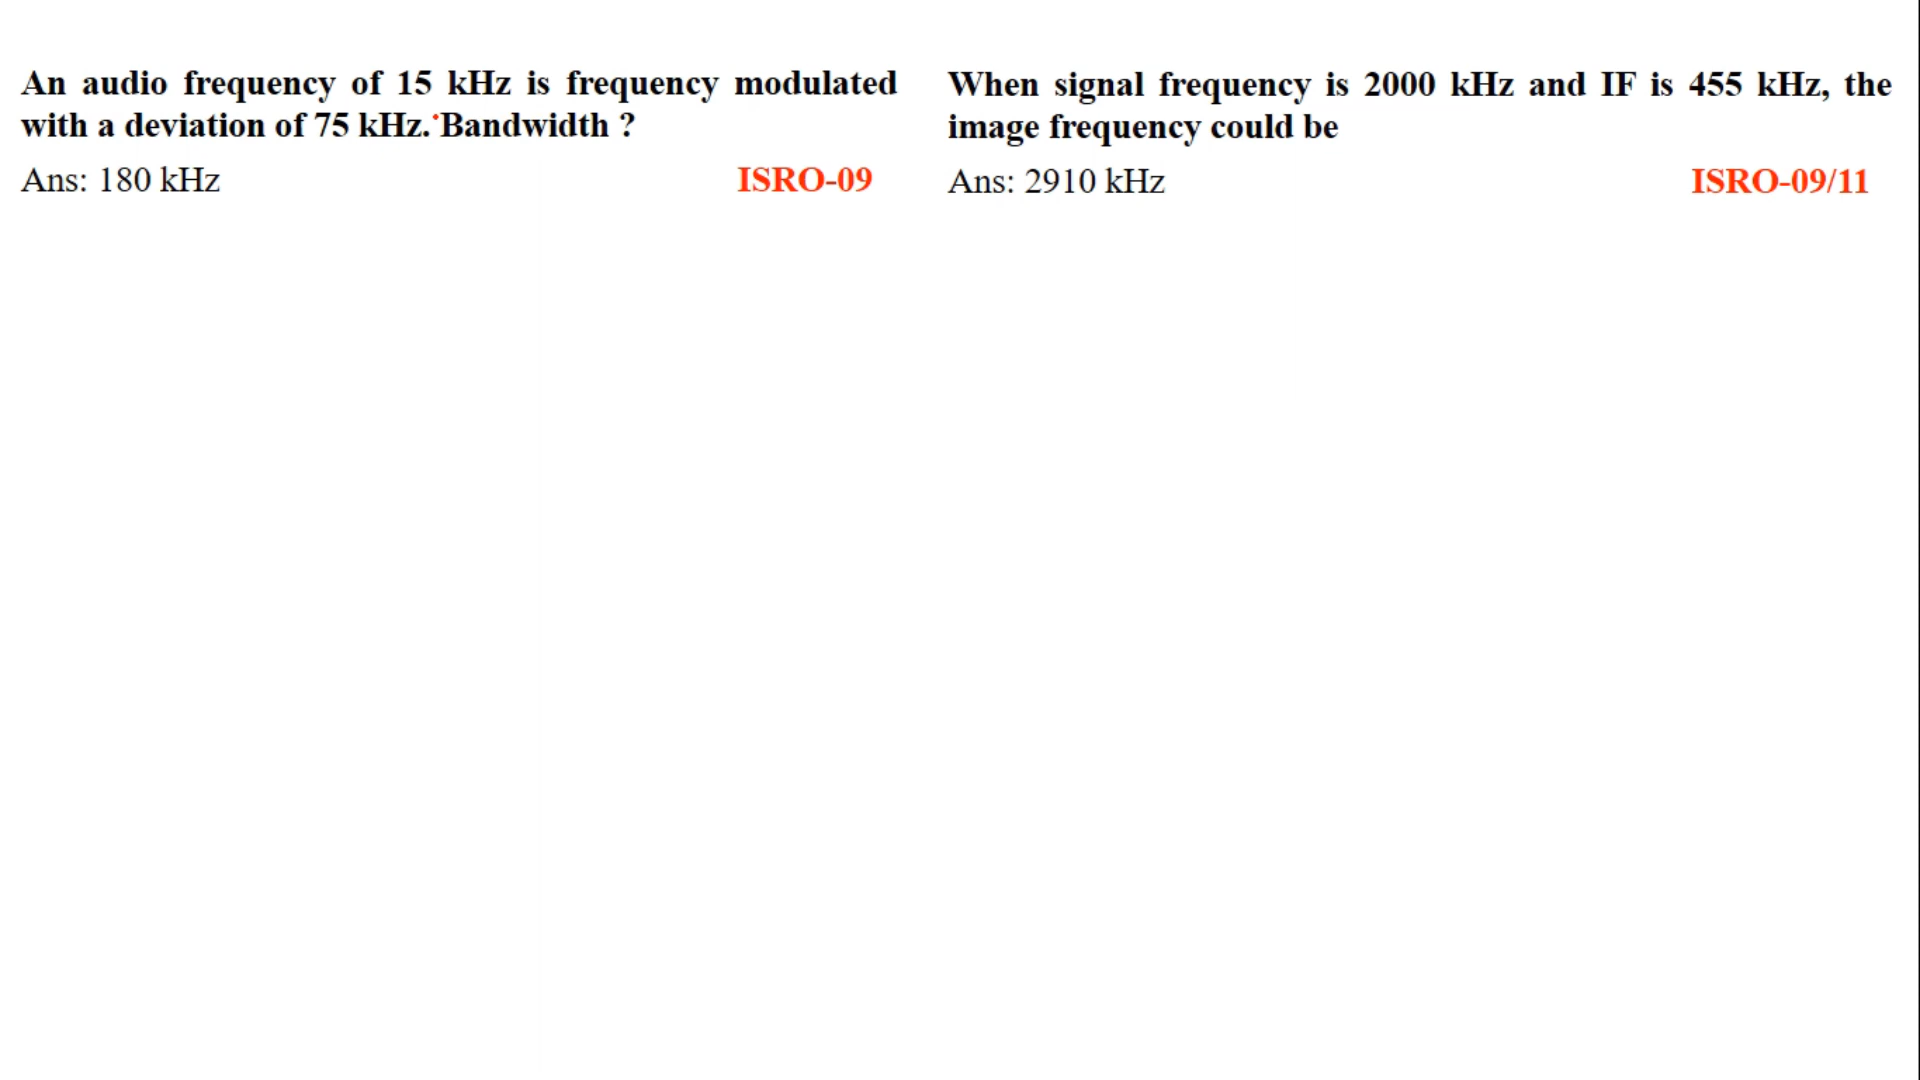 An audio frequency of 15 kHz is frequency modulated
with a deviation of 75 kHz. Bandwidth ?
Ans: 180 kHz ISRO-09
When signal frequency is 2000 kHz and IF is 455 kHz, the
image frequency could be
Ans: 2910 kHz ISRO-09/11